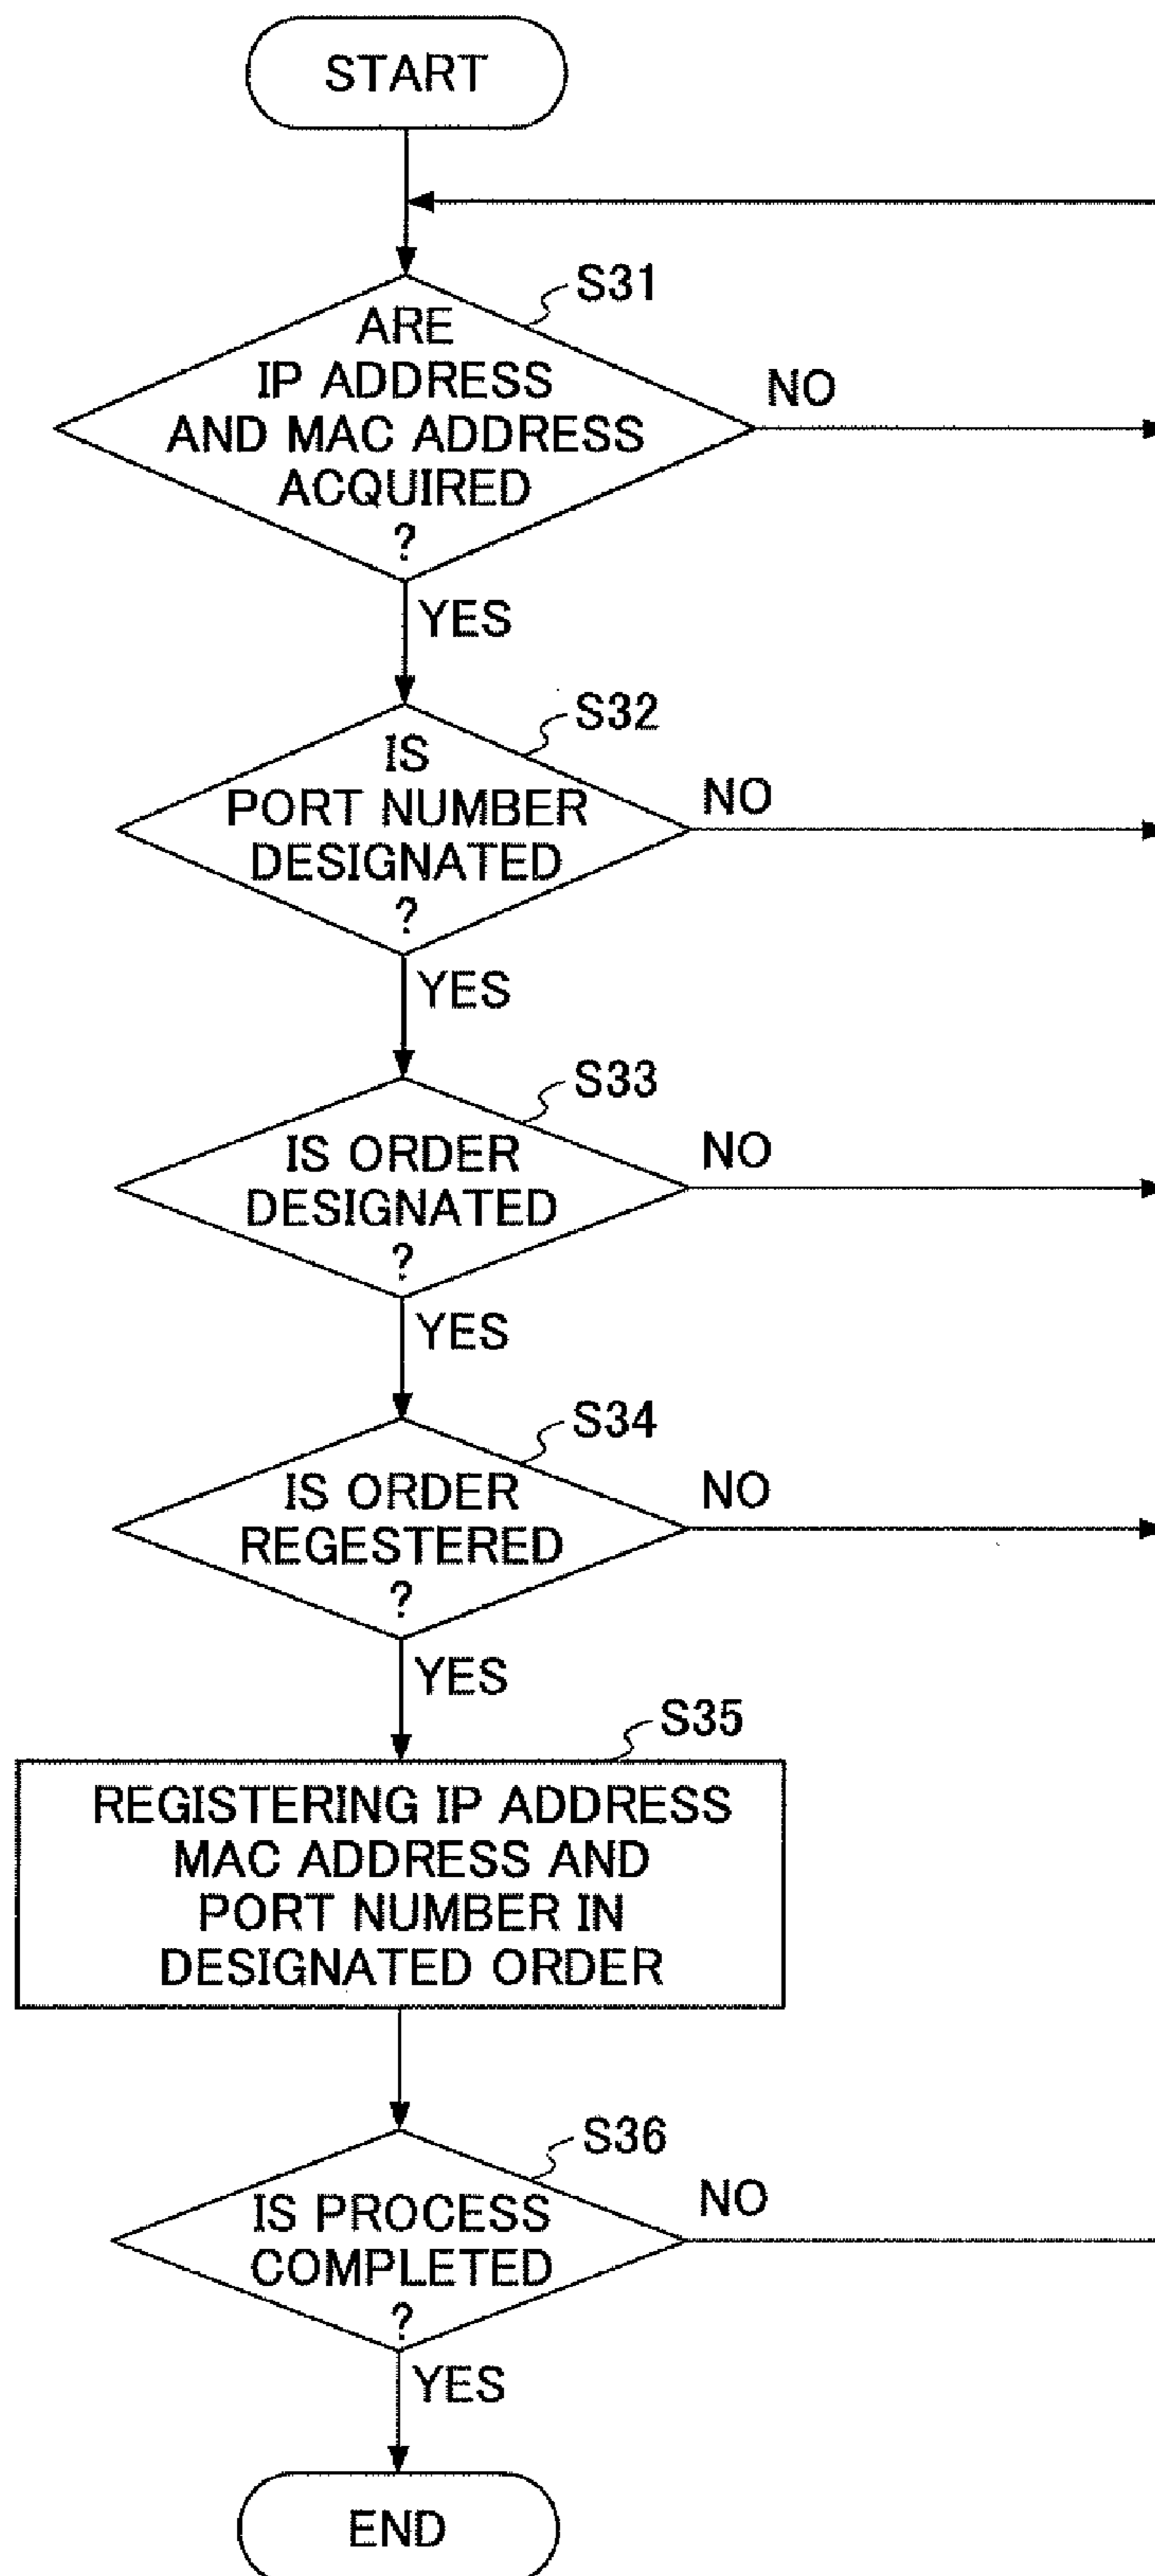 START
S31
ARE
IP ADDRESS
AND MAC ADDRESS
ACQUIRED
?
NO
YES
S32
IS
PORT NUMBER
DESIGNATED
?
NO
YES
S33
IS ORDER
DESIGNATED
?
NO
YES
S34
IS ORDER
REGESTERED
?
NO
YES
S35
REGISTERING IP ADDRESS
MAC ADDRESS AND
PORT NUMBER IN
DESIGNATED ORDER
S36
IS PROCESS
COMPLETED
?
NO
YES
END